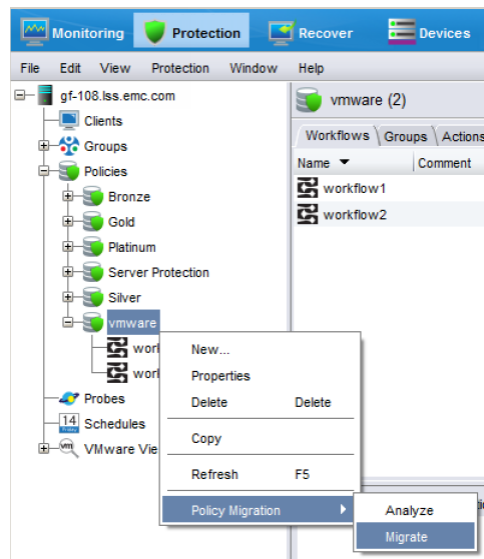 Monitoring Protection Recover Devices
File Edit View Protection Window Help
gf-108.lss.emc.com
Clients
Groups
Policies
Bronze
Gold
Platinum
Server Protection
Silver
vmware
Probes
14
Schedules
vm
vmware (2)
Workflows Groups Actions
Name Comment
workflow1
workflow2
New...
Properties
Delete Delete
Copy
Refresh F5
Policy Migration
Analyze
Migrate